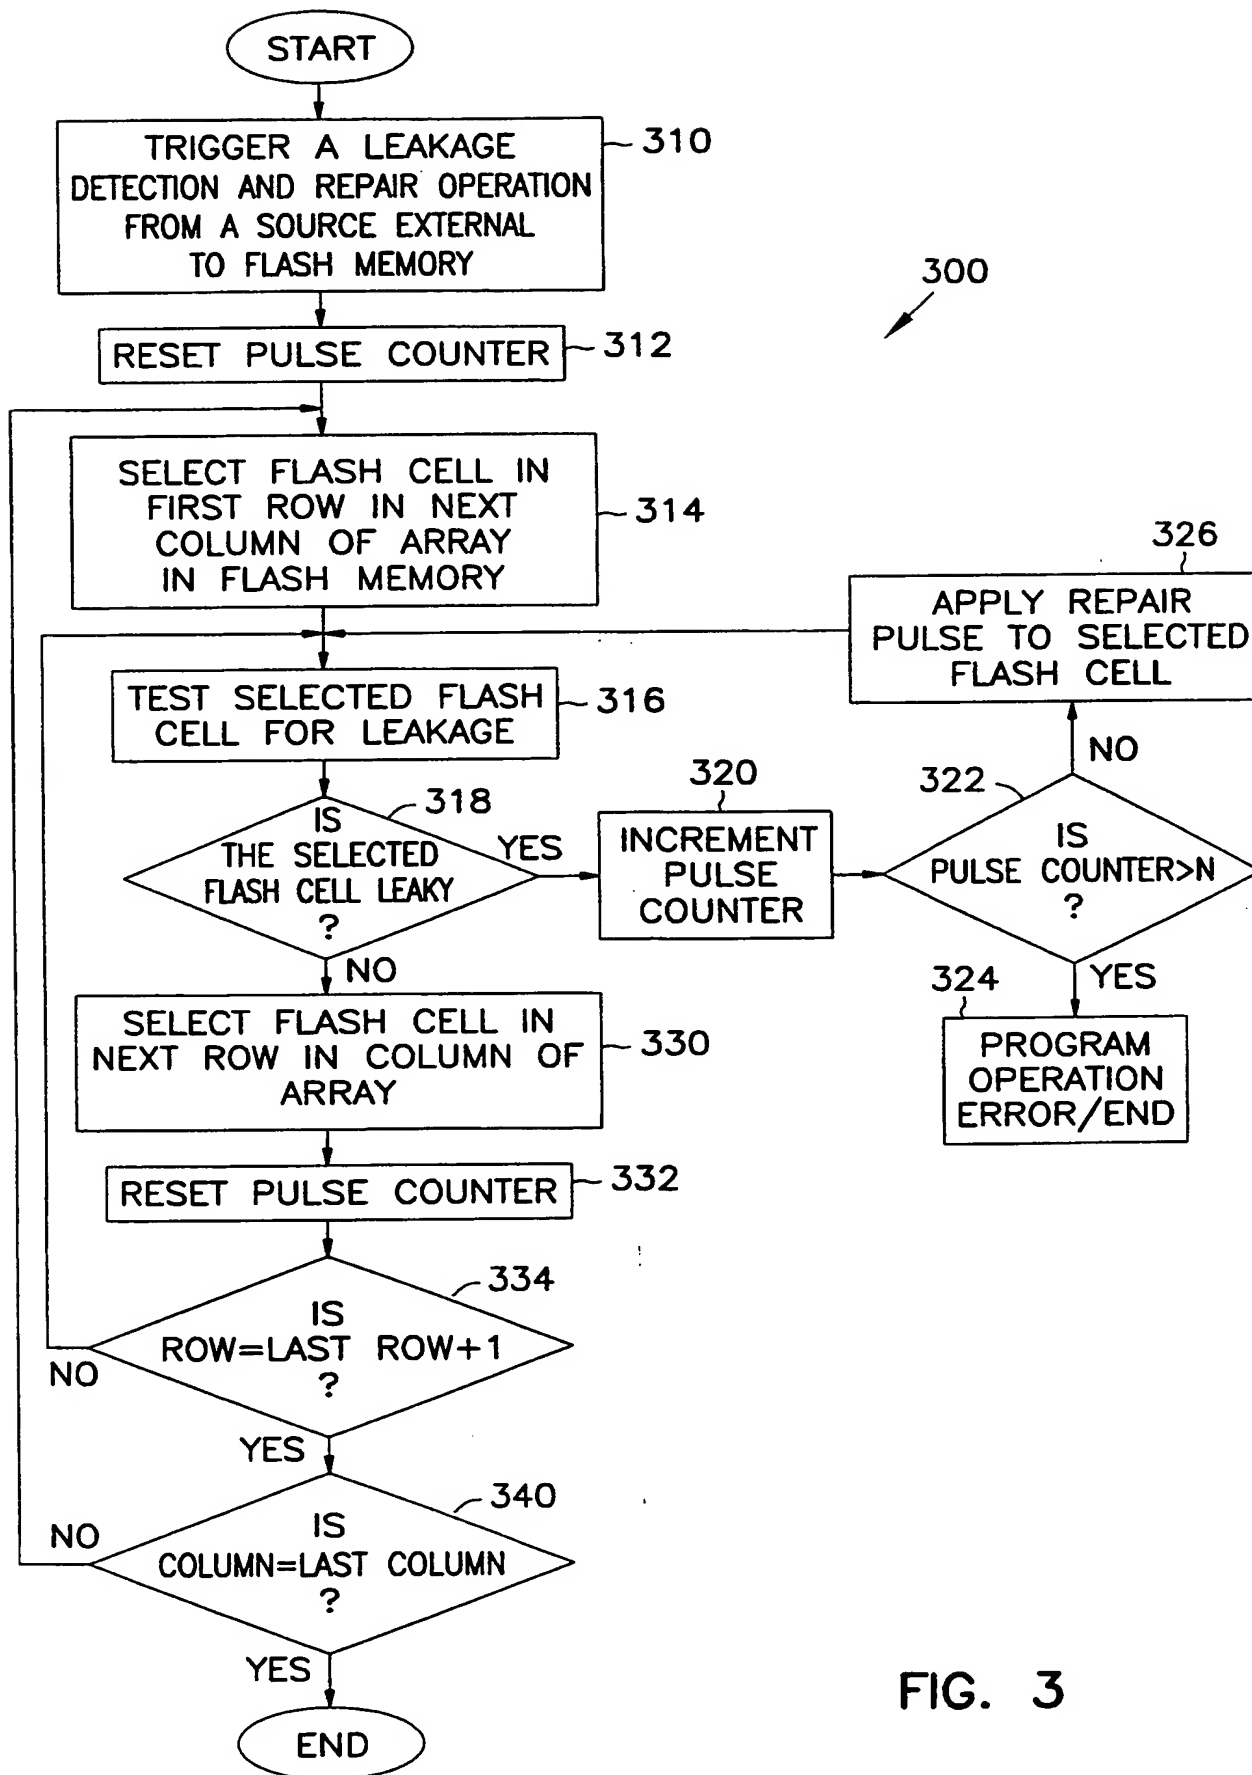 START
TRIGGER A LEAKAGE
DETECTION AND REPAIR OPERATION
FROM A SOURCE EXTERNAL
TO FLASH MEMORY
310
300
RESET PULSE COUNTER
312
SELECT FLASH CELL IN
FIRST ROW IN NEXT
COLUMN OF ARRAY
IN FLASH MEMORY
314
326
APPLY REPAIR
PULSE TO SELECTED
FLASH CELL
TEST SELECTED FLASH
CELL FOR LEAKAGE
316
NO
318
IS
THE SELECTED
FLASH CELL LEAKY
?
YES
320
INCREMENT
PULSE
COUNTER
322
IS
PULSE COUNTER>N
?
NO
YES
324
PROGRAM
OPERATION
ERROR/END
SELECT FLASH CELL IN
NEXT ROW IN COLUMN OF
ARRAY
330
RESET PULSE COUNTER
332
334
IS
ROW=LAST ROW+1
?
NO
YES
340
NO
IS
COLUMN=LAST COLUMN
?
YES
END
FIG. 3